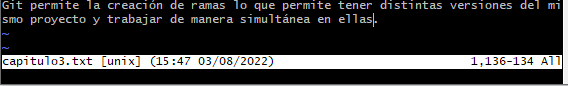 Git permite la creación de ramas lo que permite tener distintas versiones del mi
smo proyecto y trabajar de manera simultánea en ellas.
~
~
capitulo3.txt [unix] (15:47 03/08/2022) 1,136-134 All